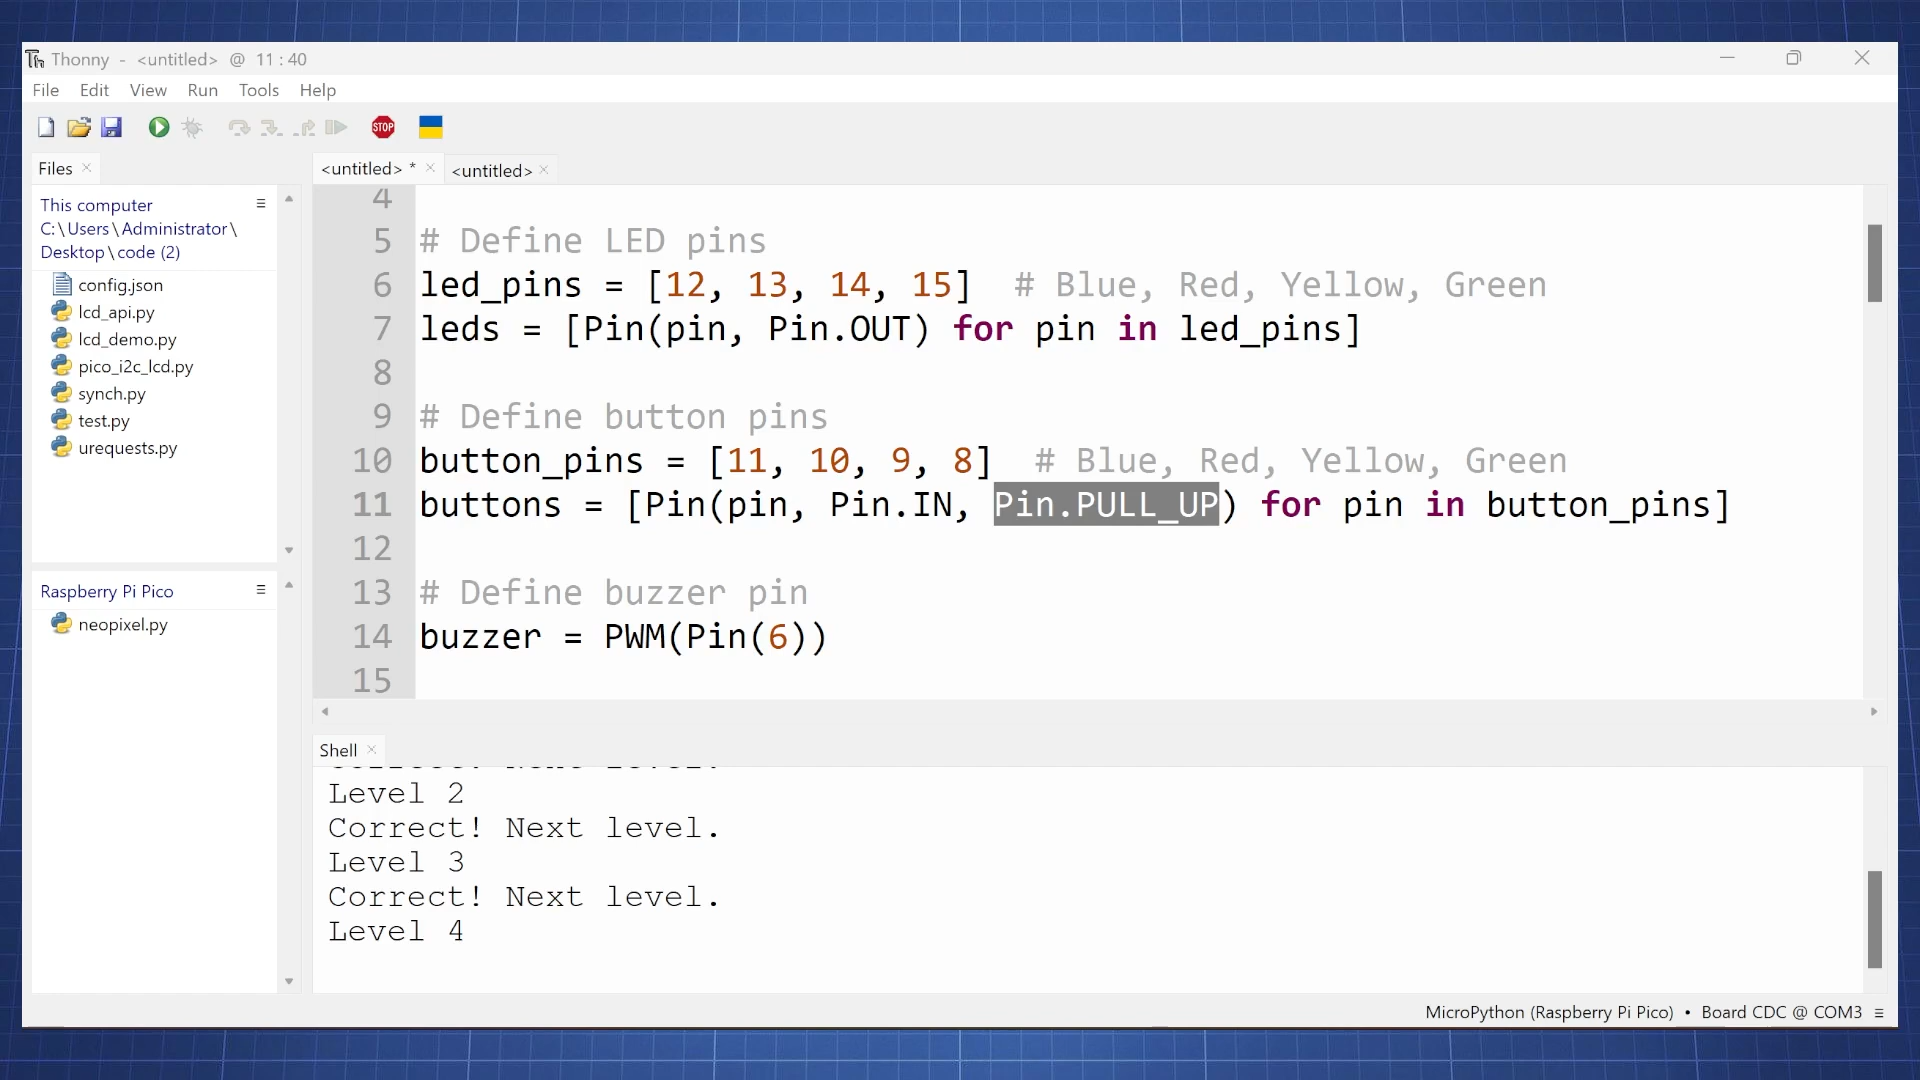 Th Thonny - <untitled> @ 11:40
File Edit View Run Tools Help
STOP
Files
<untitled> *
<untitled>
This computer
C:\Users\Administrator\
Desktop\code (2)
config.json
lcd_api.py
lcd_demo.py
pico_i2c_lcd.py
synch.py
test.py
urequests.py
Raspberry Pi Pico
neopixel.py
4
5 # Define LED pins
6 led_pins = [12, 13, 14, 15]  # Blue, Red, Yellow, Green
7 leds = [Pin(pin, Pin.OUT) for pin in led_pins]
8
9 # Define button pins
10 button_pins = [11, 10, 9, 8]  # Blue, Red, Yellow, Green
11 buttons = [Pin(pin, Pin.IN, Pin.PULL_UP) for pin in button_pins]
12
13 # Define buzzer pin
14 buzzer = PWM(Pin(6))
15
Shell
Level 2
Correct! Next level.
Level 3
Correct! Next level.
Level 4
MicroPython (Raspberry Pi Pico) • Board CDC @ COM3